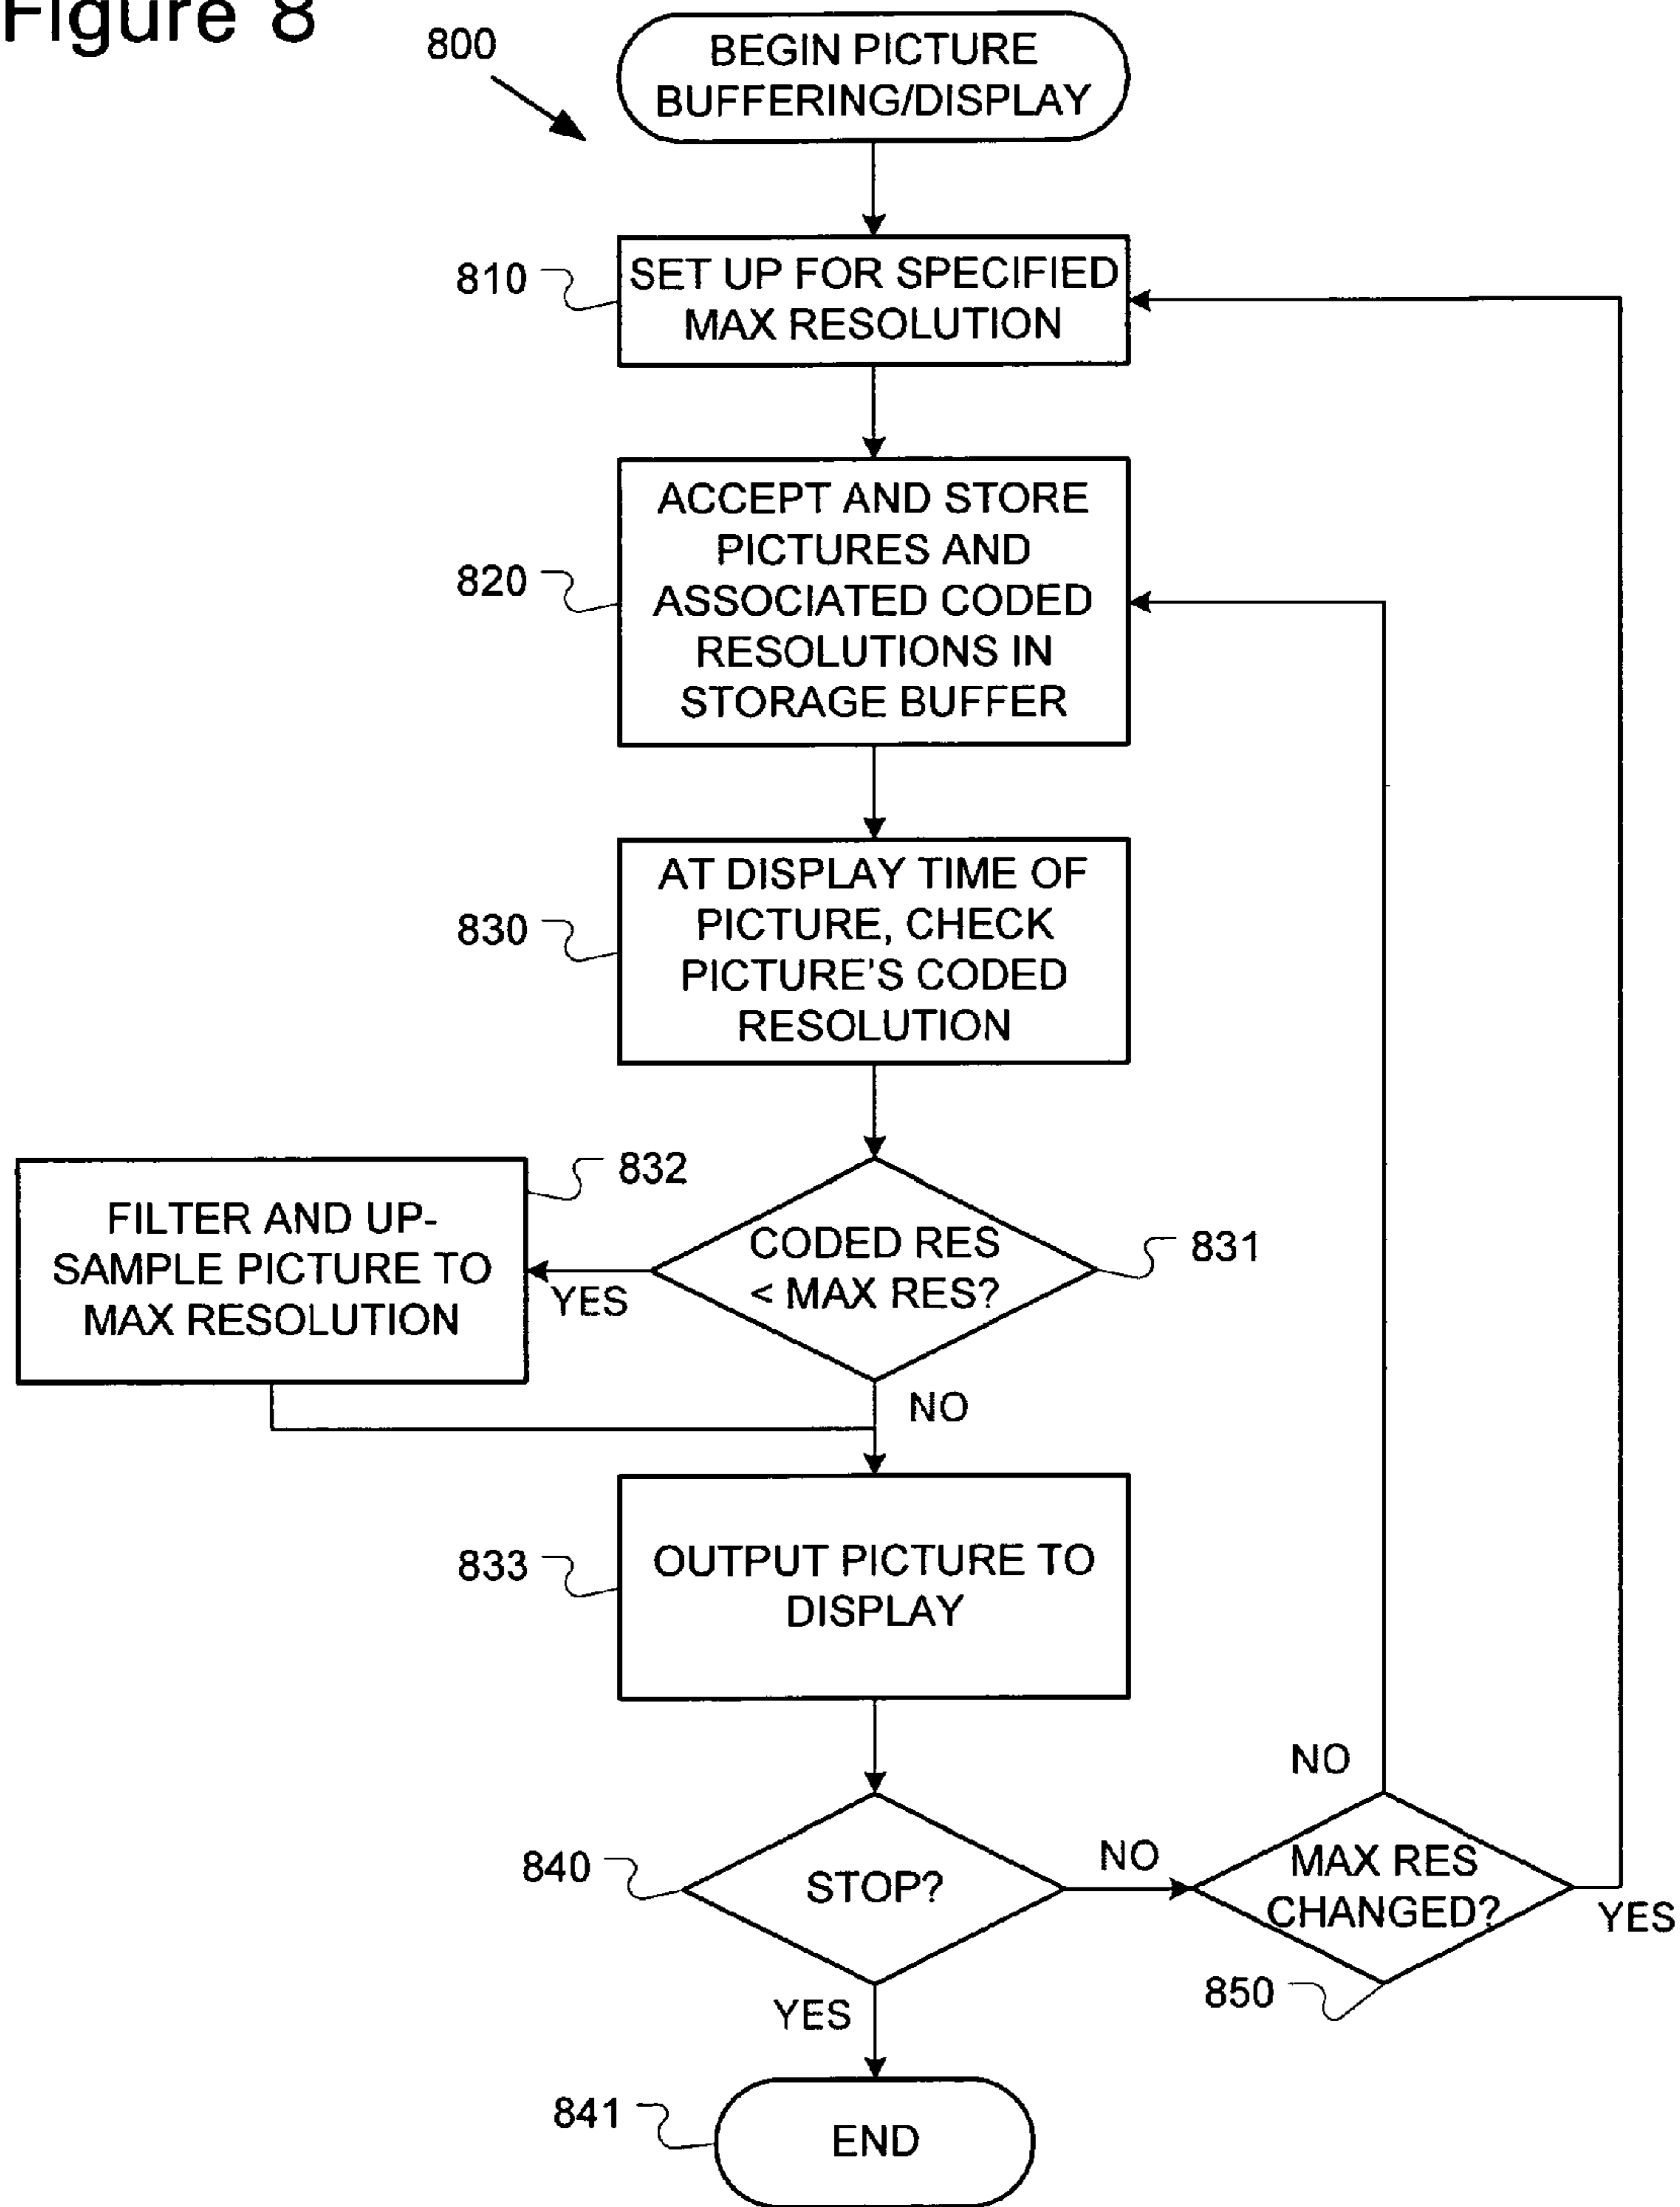 Figure 8
800
BEGIN PICTURE
BUFFERING/DISPLAY
810
SET UP FOR SPECIFIED
MAX RESOLUTION
820
ACCEPT AND STORE
PICTURES AND
ASSOCIATED CODED
RESOLUTIONS IN
STORAGE BUFFER
830
AT DISPLAY TIME OF
PICTURE, CHECK
PICTURE'S CODED
RESOLUTION
832
FILTER AND UP-
SAMPLE PICTURE TO
MAX RESOLUTION
YES
CODED RES
< MAX RES?
831
NO
833
OUTPUT PICTURE TO
DISPLAY
840
STOP?
NO
NO
MAX RES
CHANGED?
YES
850
YES
841
END